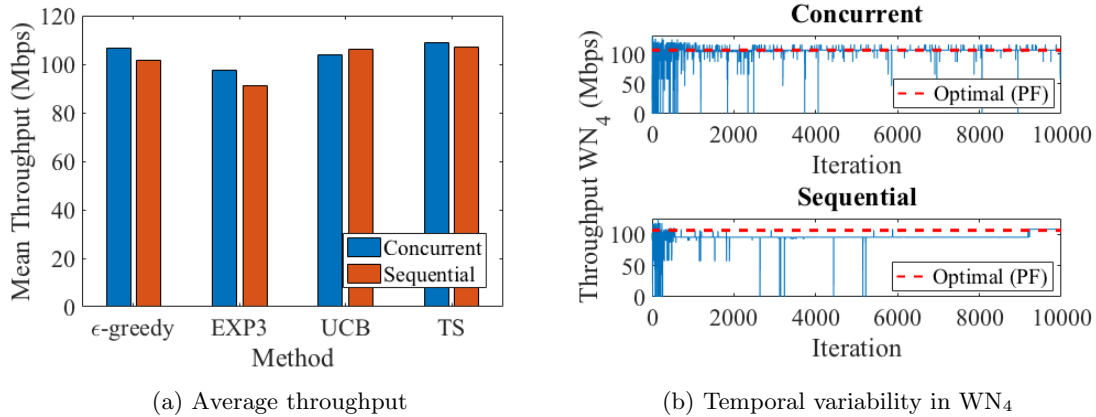 120
100
80
60
40
20
0
Mean Throughput (Mbps)
Concurrent
Sequential
ϵ-greedy EXP3 UCB TS
Method
(a) Average throughput
Throughput WN4 (Mbps)
Concurrent
100
50
0
Optimal (PF)
0 2000 4000 6000 8000 10000
Iteration
Sequential
100
50
0
Optimal (PF)
0 2000 4000 6000 8000 10000
Iteration
(b) Temporal variability in WN4